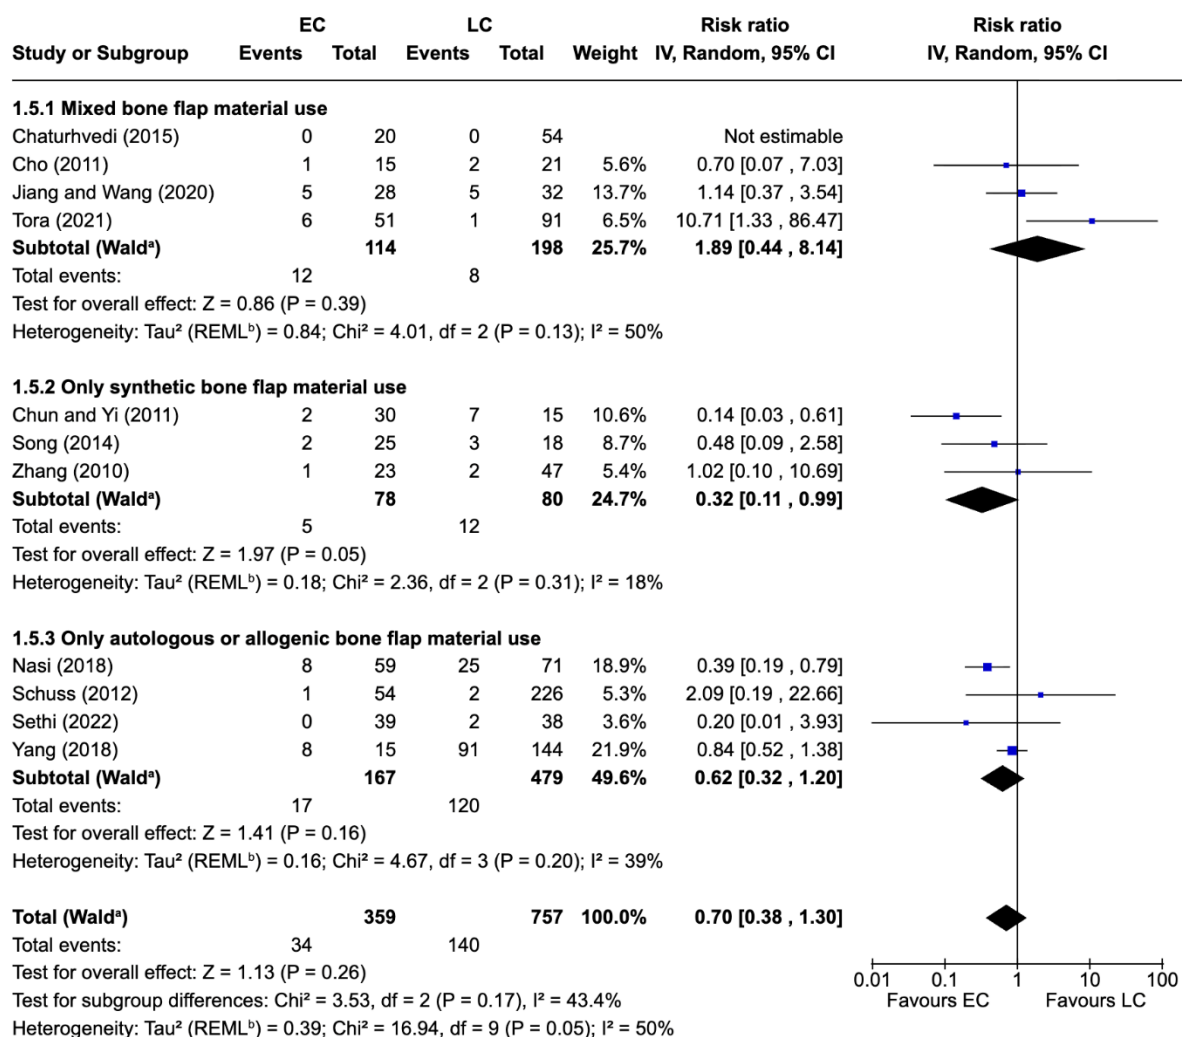 EC LC Risk ratio Risk ratio
Study or Subgroup Events Total Events Total Weight IV, Random, 95% CI IV, Random, 95% CI
1.5.1 Mixed bone flap material use
Chaturhvedi (2015) 0 20 0 54 Not estimable
Cho (2011) 1 15 2 21 5.6% 0.70 [0.07 , 7.03]
Jiang and Wang (2020) 5 28 5 32 13.7% 1.14 [0.37 , 3.54]
Tora (2021) 6 51 1 91 6.5% 10.71 [1.33 , 86.47]
Subtotal (Waldᵃ) 114 198 25.7% 1.89 [0.44 , 8.14]
Total events: 12 8
Test for overall effect: Z = 0.86 (P = 0.39)
Heterogeneity: Tau² (REMLᵇ) = 0.84; Chi² = 4.01, df = 2 (P = 0.13); I² = 50%
1.5.2 Only synthetic bone flap material use
Chun and Yi (2011) 2 30 7 15 10.6% 0.14 [0.03 , 0.61]
Song (2014) 2 25 3 18 8.7% 0.48 [0.09 , 2.58]
Zhang (2010) 1 23 2 47 5.4% 1.02 [0.10 , 10.69]
Subtotal (Waldᵃ) 78 80 24.7% 0.32 [0.11 , 0.99]
Total events: 5 12
Test for overall effect: Z = 1.97 (P = 0.05)
Heterogeneity: Tau² (REMLᵇ) = 0.18; Chi² = 2.36, df = 2 (P = 0.31); I² = 18%
1.5.3 Only autologous or allogenic bone flap material use
Nasi (2018) 8 59 25 71 18.9% 0.39 [0.19 , 0.79]
Schuss (2012) 1 54 2 226 5.3% 2.09 [0.19 , 22.66]
Sethi (2022) 0 39 2 38 3.6% 0.20 [0.01 , 3.93]
Yang (2018) 8 15 91 144 21.9% 0.84 [0.52 , 1.38]
Subtotal (Waldᵃ) 167 479 49.6% 0.62 [0.32 , 1.20]
Total events: 17 120
Test for overall effect: Z = 1.41 (P = 0.16)
Heterogeneity: Tau² (REMLᵇ) = 0.16; Chi² = 4.67, df = 3 (P = 0.20); I² = 39%
Total (Waldᵃ) 359 757 100.0% 0.70 [0.38 , 1.30]
Total events: 34 140
Test for overall effect: Z = 1.13 (P = 0.26)
Test for subgroup differences: Chi² = 3.53, df = 2 (P = 0.17), I² = 43.4%
Heterogeneity: Tau² (REMLᵇ) = 0.39; Chi² = 16.94, df = 9 (P = 0.05); I² = 50%
0.01 0.1 1 10 100
Favours EC Favours LC